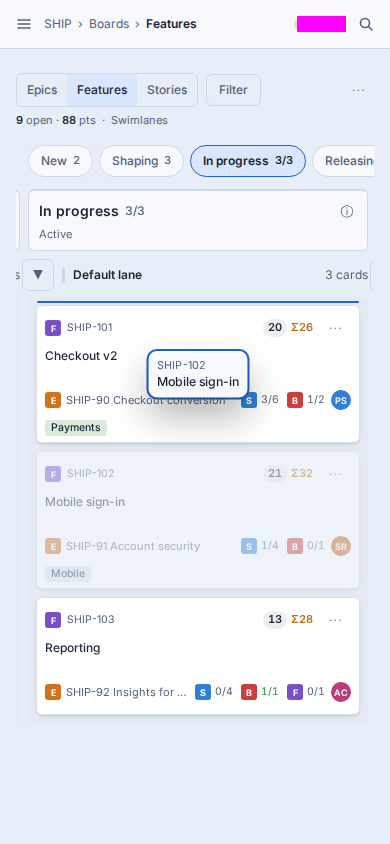 SHIP › Boards › Features
Epics Features Stories Filter ...
9 open · 88 pts · Swimlanes
New 2 Shaping 3 In progress 3/3 Releasin
In progress 3/3
Active
s Default lane 3 cards
F SHIP-101 20 Σ26 ...
Checkout v2
SHIP-102
Mobile sign-in
E SHIP-90 Checkout conversion S 3/6 B 1/2 PS
Payments
F SHIP-102 21 Σ32 ...
Mobile sign-in
E SHIP-91 Account security S 1/4 B 0/1 SR
Mobile
F SHIP-103 13 Σ28 ...
Reporting
E SHIP-92 Insights for ... S 0/4 B 1/1 F 0/1 AC